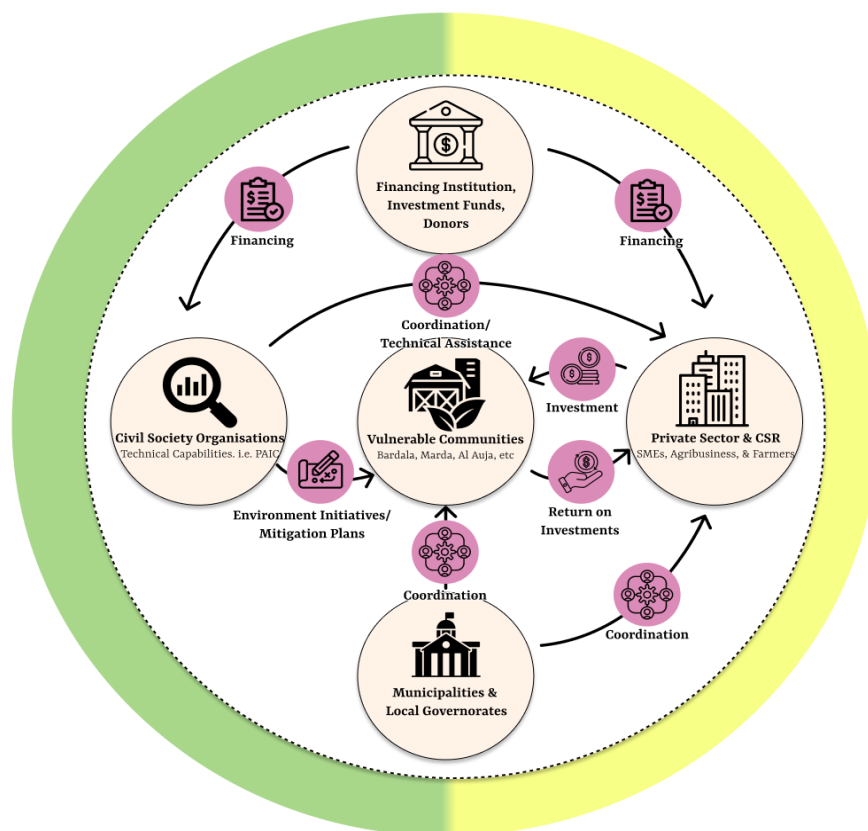 Financing Institution,
Investment Funds,
Donors
Financing
Financing
Coordination/
Technical Assistance
Civil Society Organisations
Technical Capabilities. i.e. PAIC
Vulnerable Communities
Bardala, Marda, Al Auja, etc
Investment
Private Sector & CSR
SMEs, Agribusiness, & Farmers
Environment Initiatives/
Mitigation Plans
Return on
Investments
Coordination
Coordination
Municipalities &
Local Governorates